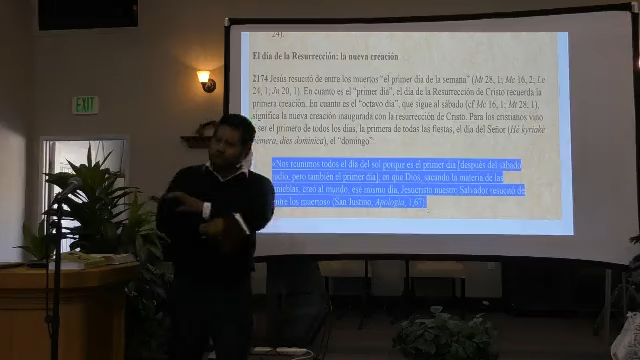 24).
El día de la Resurrección: la nueva creación
2174 Jesús resucitó de entre los muertos "el primer día de la semana" (Mt 28, 1; Mc 16, 2; Lc
24, 1; Jn 20, 1). En cuanto es el "primer día", el día de la Resurrección de Cristo recuerda la
primera creación. En cuanto es el "octavo día", que sigue al sábado (cf Mc 16, 1; Mt 28, 1),
significa la nueva creación inaugurada con la resurrección de Cristo. Para los cristianos vino
ser el primero de todos los días, la primera de todas las fiestas, el día del Señor (Hé kyriaké
dies dominica), el "domingo":
«Nos reunimos todos el día del sol porque es el primer día [después del sábado
pero también el primer día], en que Dios, sacando la materia de las
creó al mundo; ese mismo día, Jesucristo nuestro Salvador resucitó de
entre los muertos» (San Justino, Apologia, 1,67).
EXIT